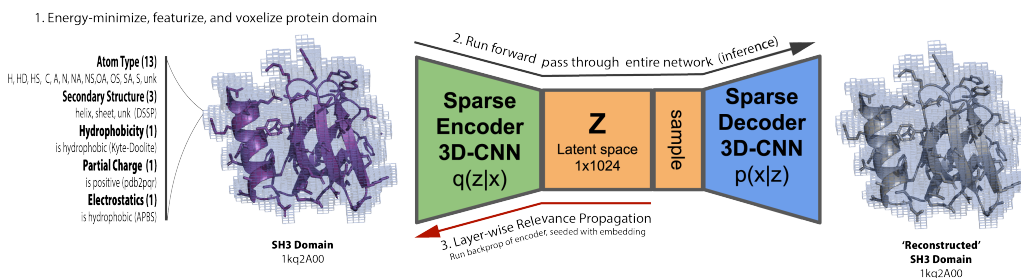 1. Energy-minimize, featurize, and voxelize protein domain
Atom Type (13)
H, HD, HS, C, A, N, NA, NS,OA, OS, SA, S, unk
Secondary Structure (3)
helix, sheet, unk (DSSP)
Hydrophobicity (1)
is hydrophobic (Kyte-Doolite)
Partial Charge (1)
is positive (pdb2pqr)
Electrostatics (1)
is hydrophobic (APBS)
SH3 Domain
1kq2A00
2. Run forward pass through entire network (inference)
Sparse
Encoder
3D-CNN
q(z|x)
Z
Latent space
1x1024
sample
Sparse
Decoder
3D-CNN
p(x|z)
3. Layer-wise Relevance Propagation
Run backprop of encoder, seeded with embedding
'Reconstructed'
SH3 Domain
1kq2A00